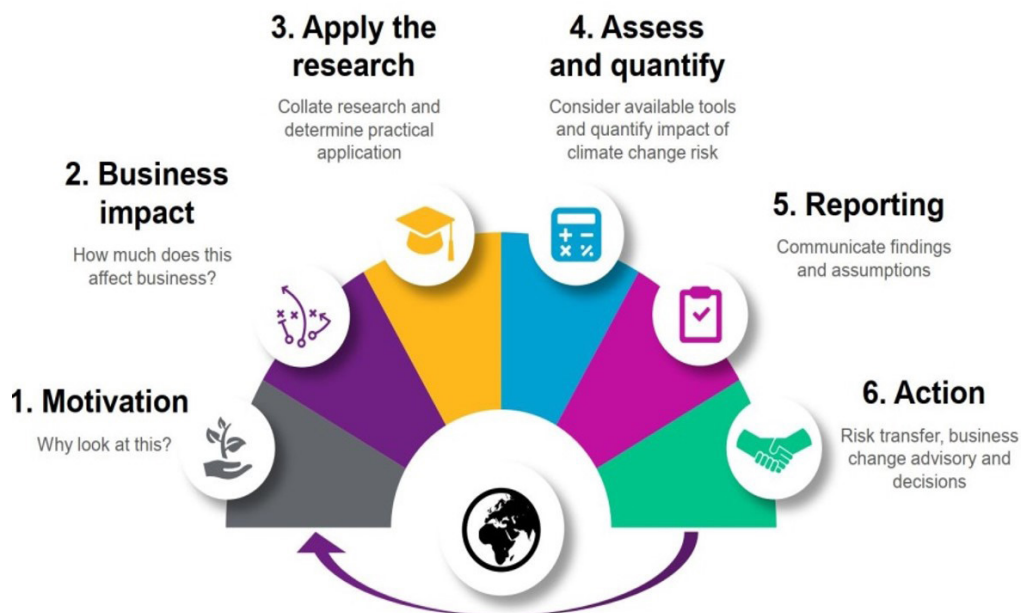 1. Motivation
Why look at this?
2. Business
impact
How much does this
affect business?
3. Apply the
research
Collate research and
determine practical
application
4. Assess
and quantify
Consider available tools
and quantify impact of
climate change risk
5. Reporting
Communicate findings
and assumptions
6. Action
Risk transfer, business
change advisory and
decisions